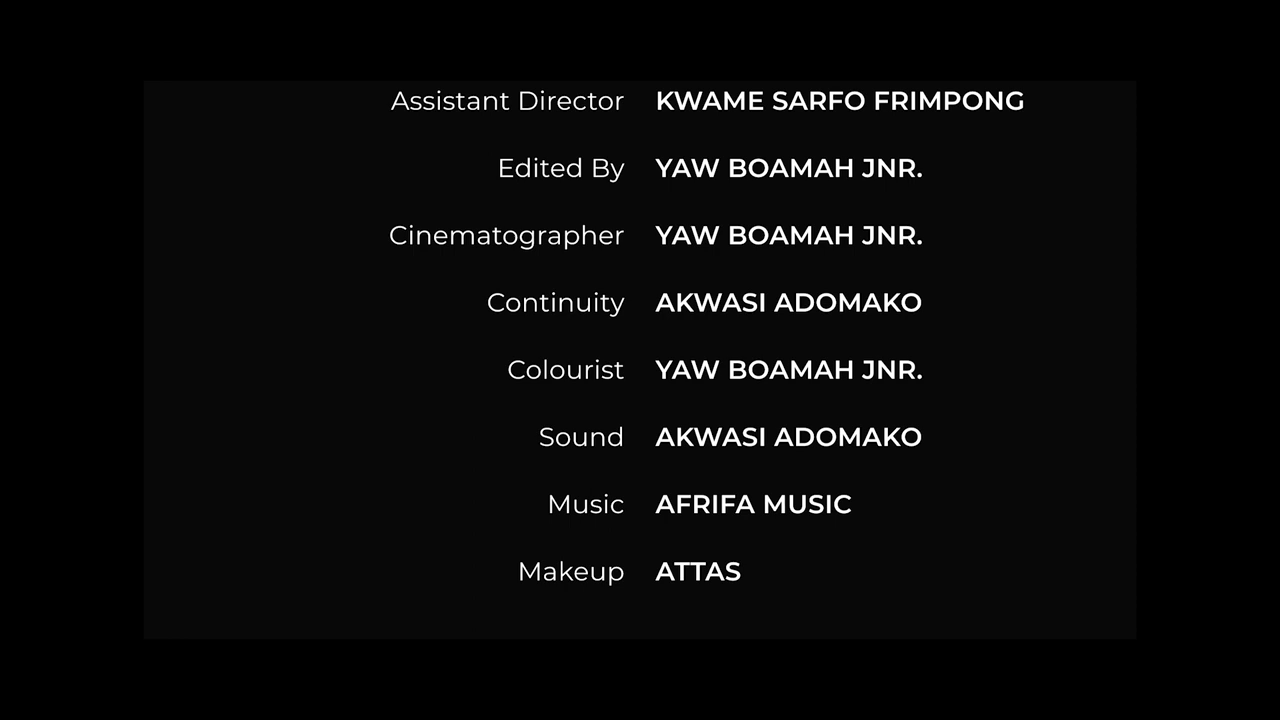 Assistant Director KWAME SARFO FRIMPONG
Edited By YAW BOAMAH JNR.
Cinematographer YAW BOAMAH JNR.
Continuity AKWASI ADOMAKO
Colourist YAW BOAMAH JNR.
Sound AKWASI ADOMAKO
Music AFRIFA MUSIC
Makeup ATTAS